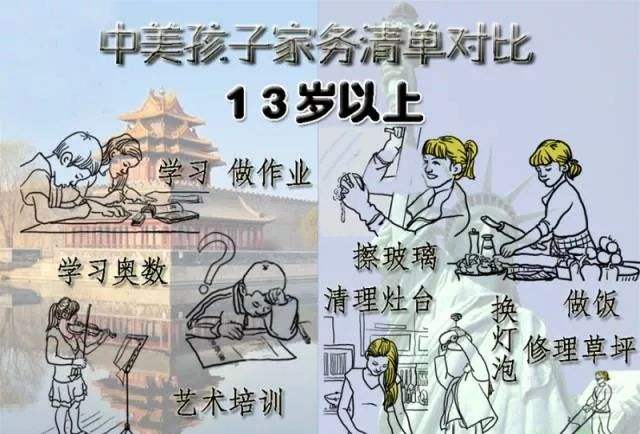 中美孩子家务清单对比
13岁以上
学习 做作业
学习奥数
艺术培训
擦玻璃
清理灶台
换灯泡
做饭
修理草坪